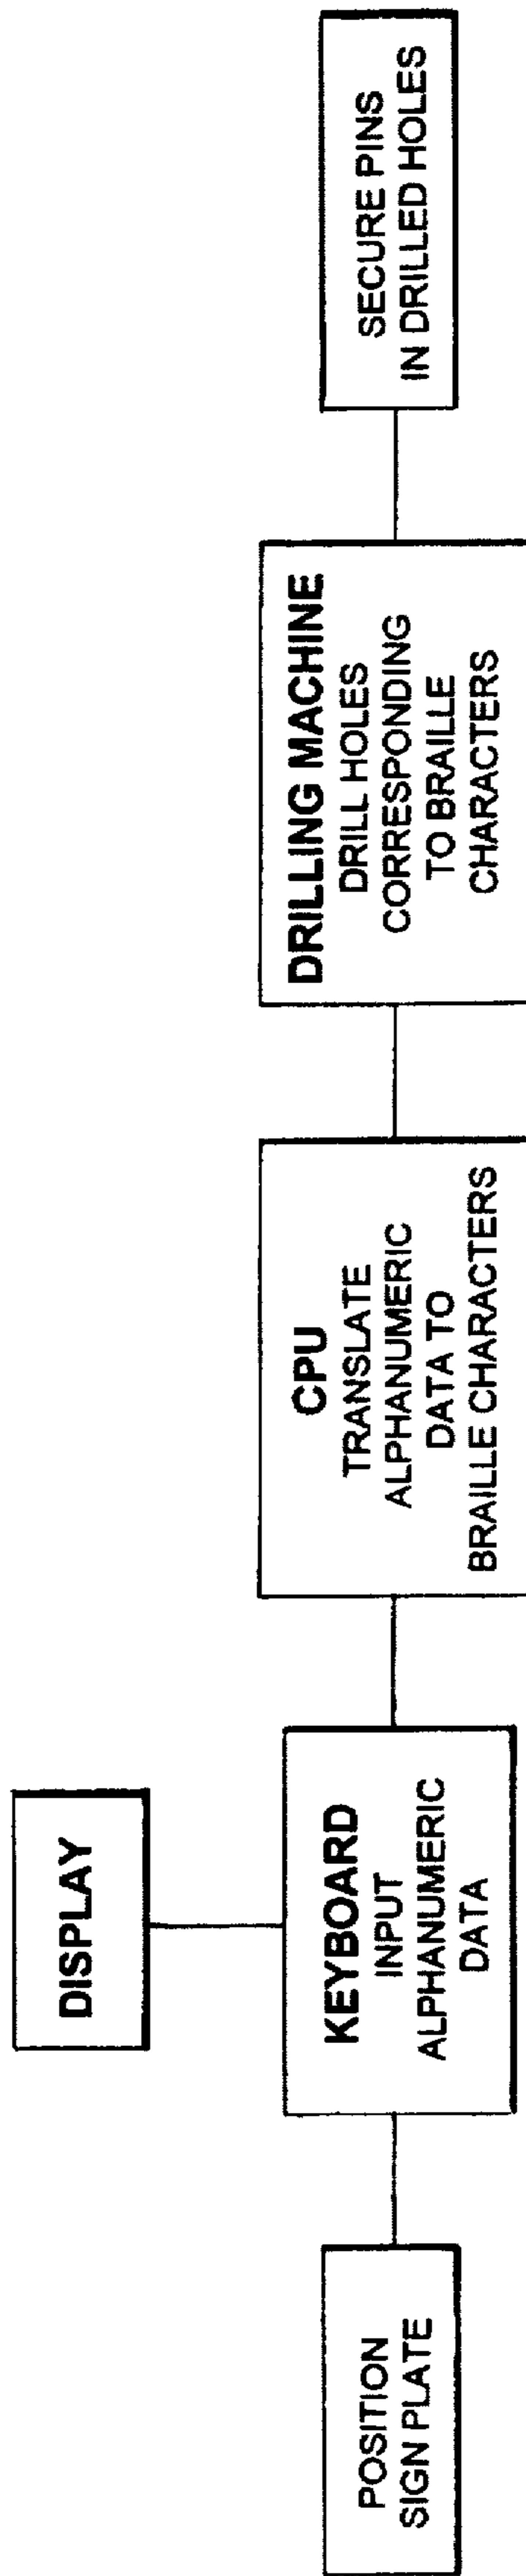 DISPLAY
POSITION
SIGN PLATE
KEYBOARD
INPUT
ALPHANUMERIC
DATA
CPU
TRANSLATE
ALPHANUMERIC
DATA TO
BRAILLE CHARACTERS
DRILLING MACHINE
DRILL HOLES
CORRESPONDING
TO BRAILLE
CHARACTERS
SECURE PINS
IN DRILLED HOLES